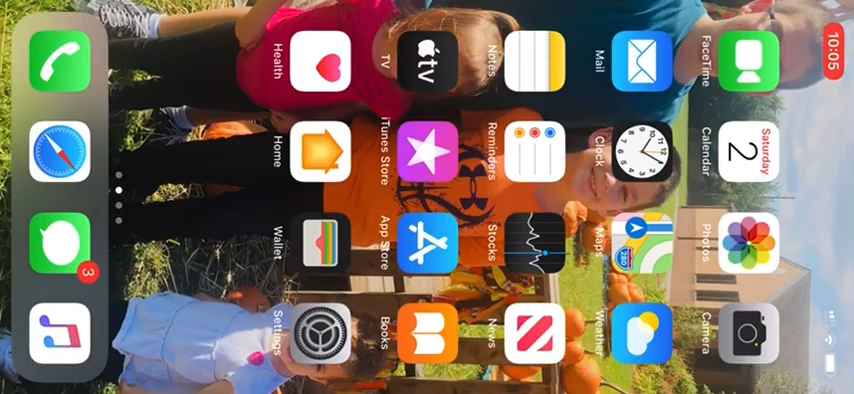 10:05
FaceTime
Saturday
2
Calendar
Photos
Camera
Mail
Clock
Maps
280
Weather
Notes
Reminders
Stocks
News
tv
TV
iTunes Store
App Store
Books
Health
Home
Wallet
Settings
3